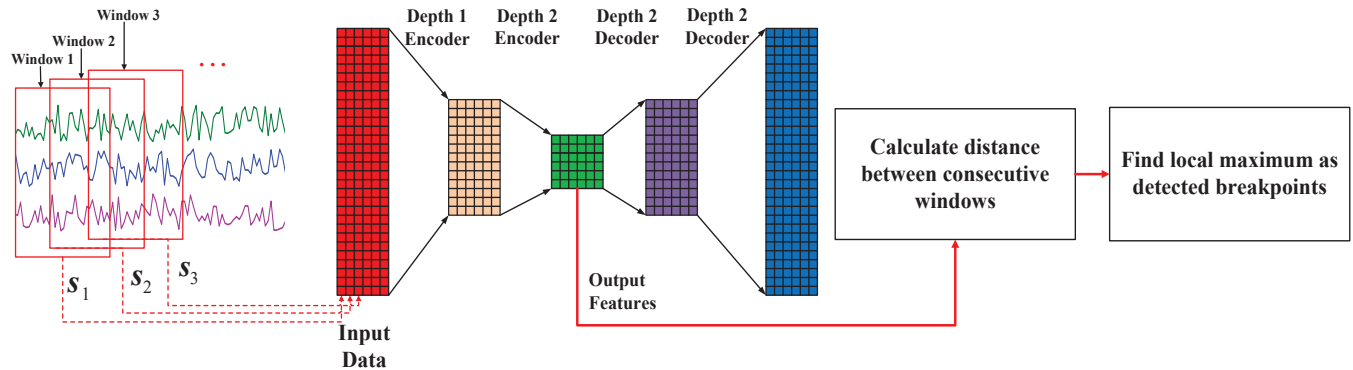 Window 3
Window 2
Window 1
...
s1
s2
s3
Input
Data
Depth 1
Encoder
Depth 2
Encoder
Depth 2
Decoder
Depth 2
Decoder
Output
Features
Calculate distance
between consecutive
windows
Find local maximum as
detected breakpoints